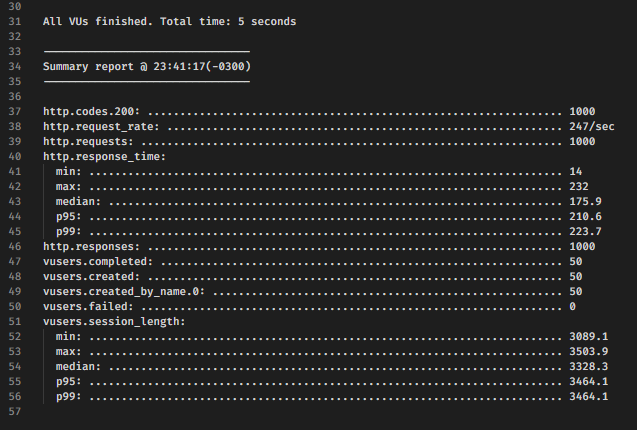 30
31 All VUs finished. Total time: 5 seconds
32
33 --------------------------------
34 Summary report @ 23:41:17(-0300)
35 --------------------------------
36
37 http.codes.200: ................................................................ 1000
38 http.request_rate: ............................................................. 247/sec
39 http.requests: ................................................................. 1000
40 http.response_time:
41   min: ......................................................................... 14
42   max: ......................................................................... 232
43   median: ...................................................................... 175.9
44   p95: ......................................................................... 210.6
45   p99: ......................................................................... 223.7
46 http.responses: ................................................................ 1000
47 vusers.completed: .............................................................. 50
48 vusers.created: ................................................................ 50
49 vusers.created_by_name.0: ...................................................... 50
50 vusers.failed: ................................................................. 0
51 vusers.session_length:
52   min: ......................................................................... 3089.1
53   max: ......................................................................... 3503.9
54   median: ...................................................................... 3328.3
55   p95: ......................................................................... 3464.1
56   p99: ......................................................................... 3464.1
57